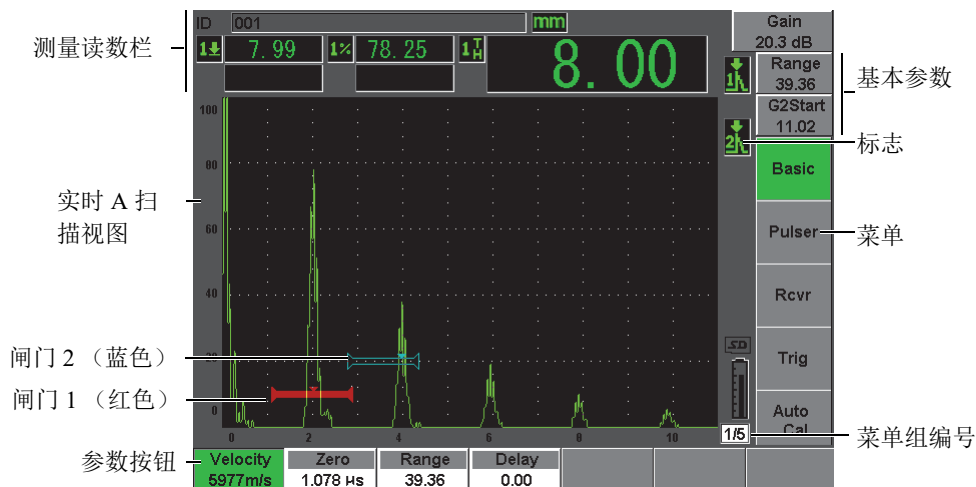 ID 001 mm
测量读数栏
7.99 1% 78.25 1 T H 8.00
Gain
20.3 dB
Range
39.36
G2Start
11.02
基本参数
标志
Basic
Pulser
菜单
Rcvr
Trig
Auto
Cal
100
80
60
40
20
0
实时 A 扫
描视图
闸门 2 （蓝色）
闸门 1 （红色）
SD
1/5
菜单组编号
0 2 4 6 8 10
参数按钮
Velocity
5977m/s
Zero
1.078 µs
Range
39.36
Delay
0.00